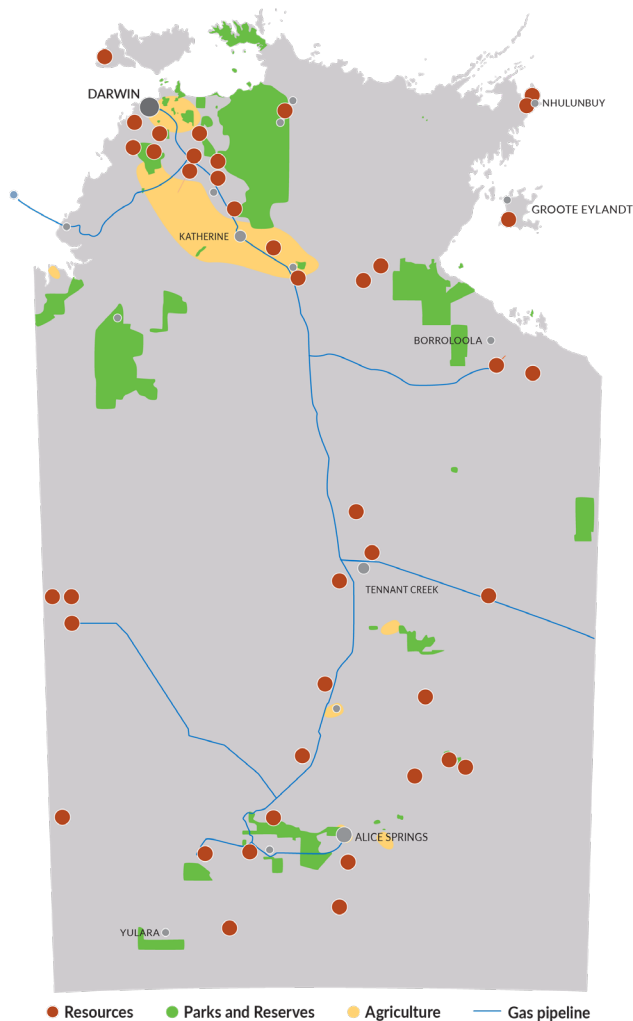 DARWIN
NHULUNBUY
GROOTE EYLANDT
KATHERINE
BORROLOOLA
TENNANT CREEK
ALICE SPRINGS
YULARA
Resources
Parks and Reserves
Agriculture
Gas pipeline